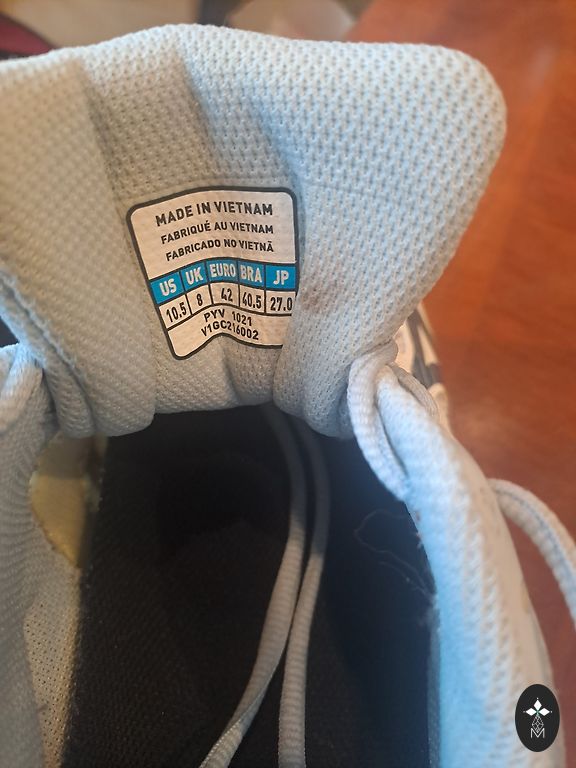 MADE IN VIETNAM
FABRIQUÉ AU VIETNAM
FABRICADO NO VIETNÃ
US UK EURO BRA JP
10.5 8 42 40.5 27.0
PYV 1021
V1GC216002
M